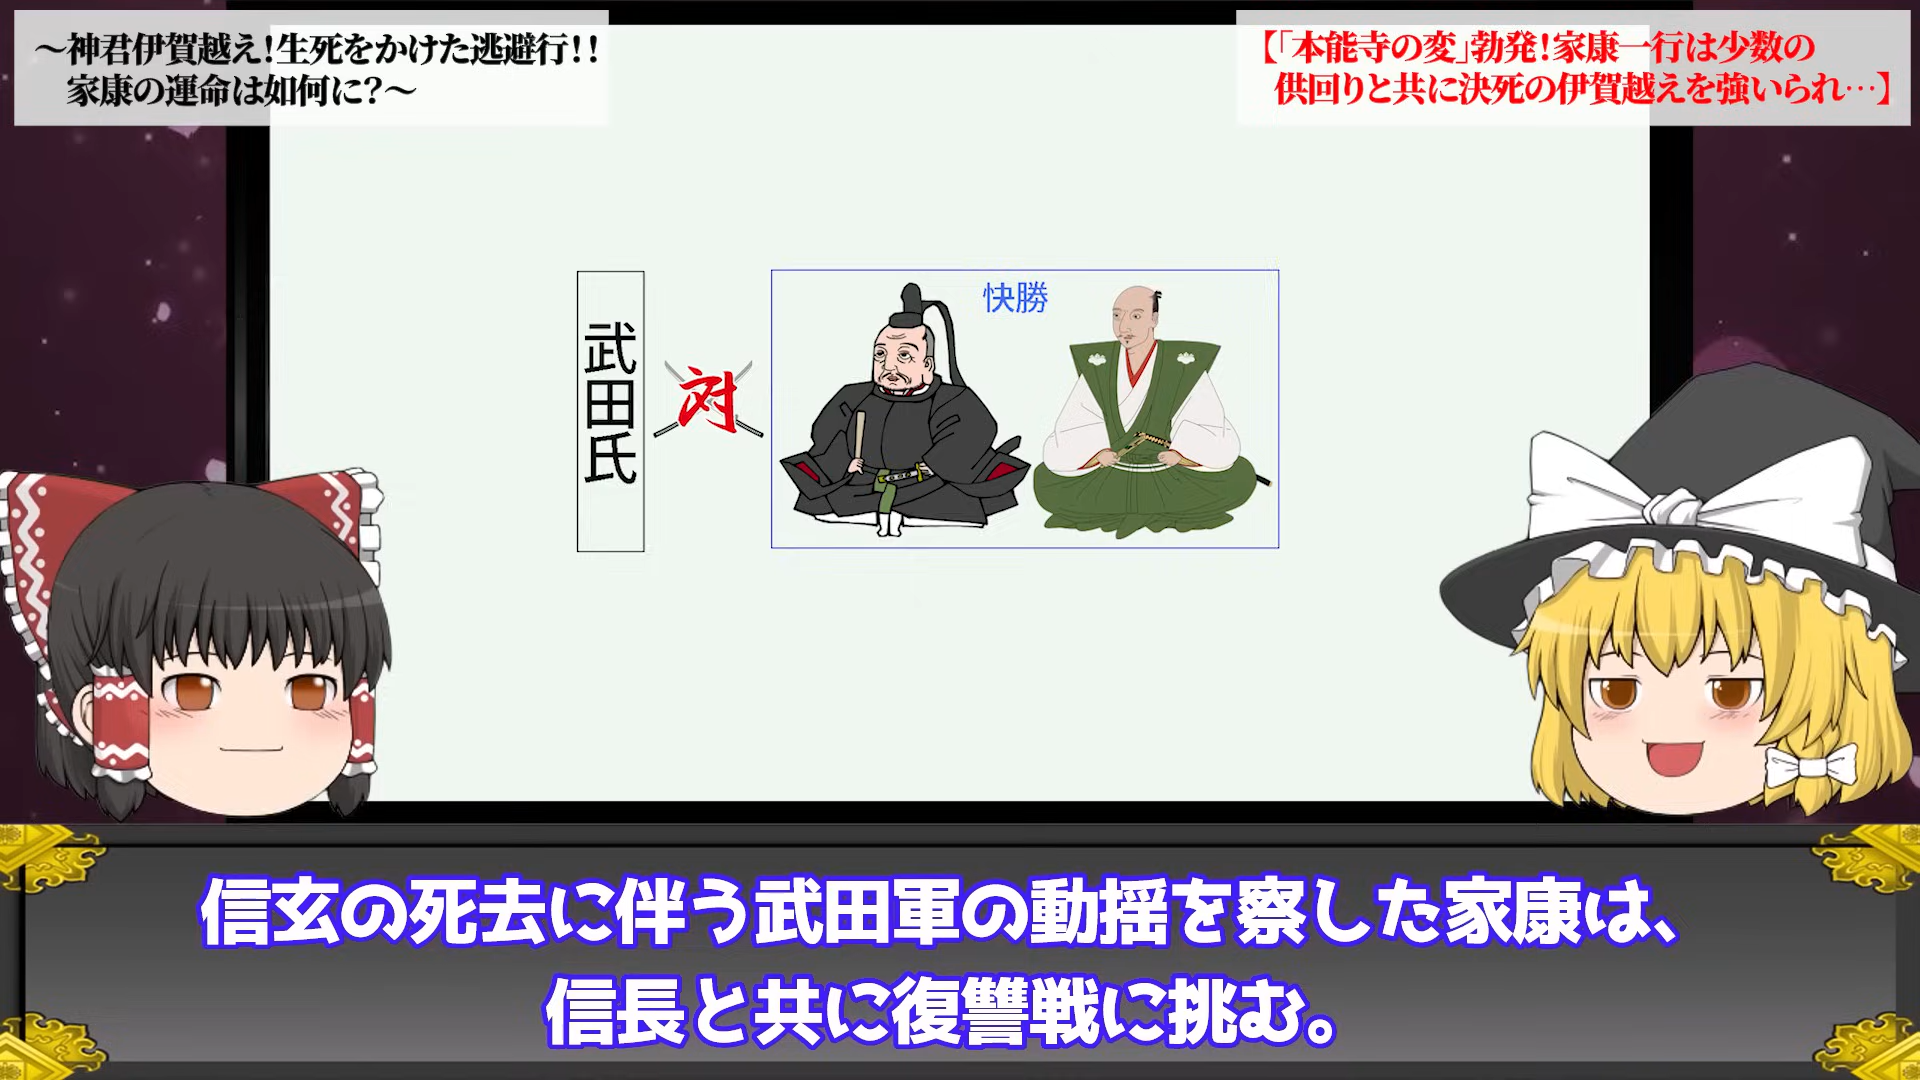 ～神君伊賀越え！生死をかけた逃避行！！
家康の運命は如何に？～
【「本能寺の変」勃発！家康一行は少数の
供回りと共に決死の伊賀越えを強いられ…】
武田氏
対
快勝
信玄の死去に伴う武田軍の動揺を察した家康は、
信長と共に復讐戦に挑む。